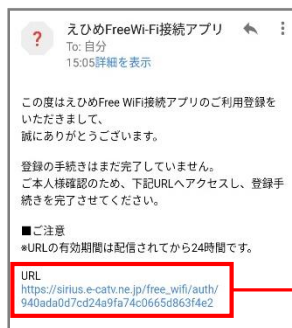 ?
えひめFreeWi-Fi接続アプリ
To: 自分
15:05詳細を表示
この度はえひめFree WiFi接続アプリのご利用登録を
いただきまして、
誠にありがとうございます。
登録の手続きはまだ完了していません。
ご本人様確認のため、下記URLへアクセスし、登録手
続きを完了させてください。
■ご注意
※URLの有効期間は配信されてから24時間です。
URL
https://sirius.e-catv.ne.jp/free_wifi/auth/
940ada0d7cd24a9fa74c0665d863f4e2